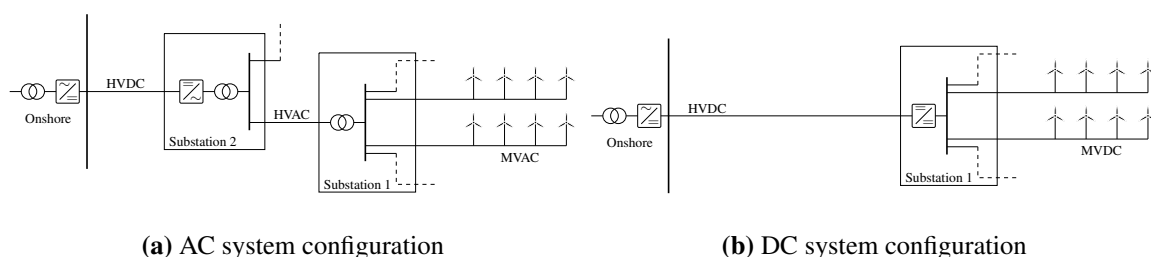 HVDC
Onshore
Substation 2
HVAC
MVAC
Substation 1
(a) AC system configuration
HVDC
Onshore
MVDC
Substation 1
(b) DC system configuration